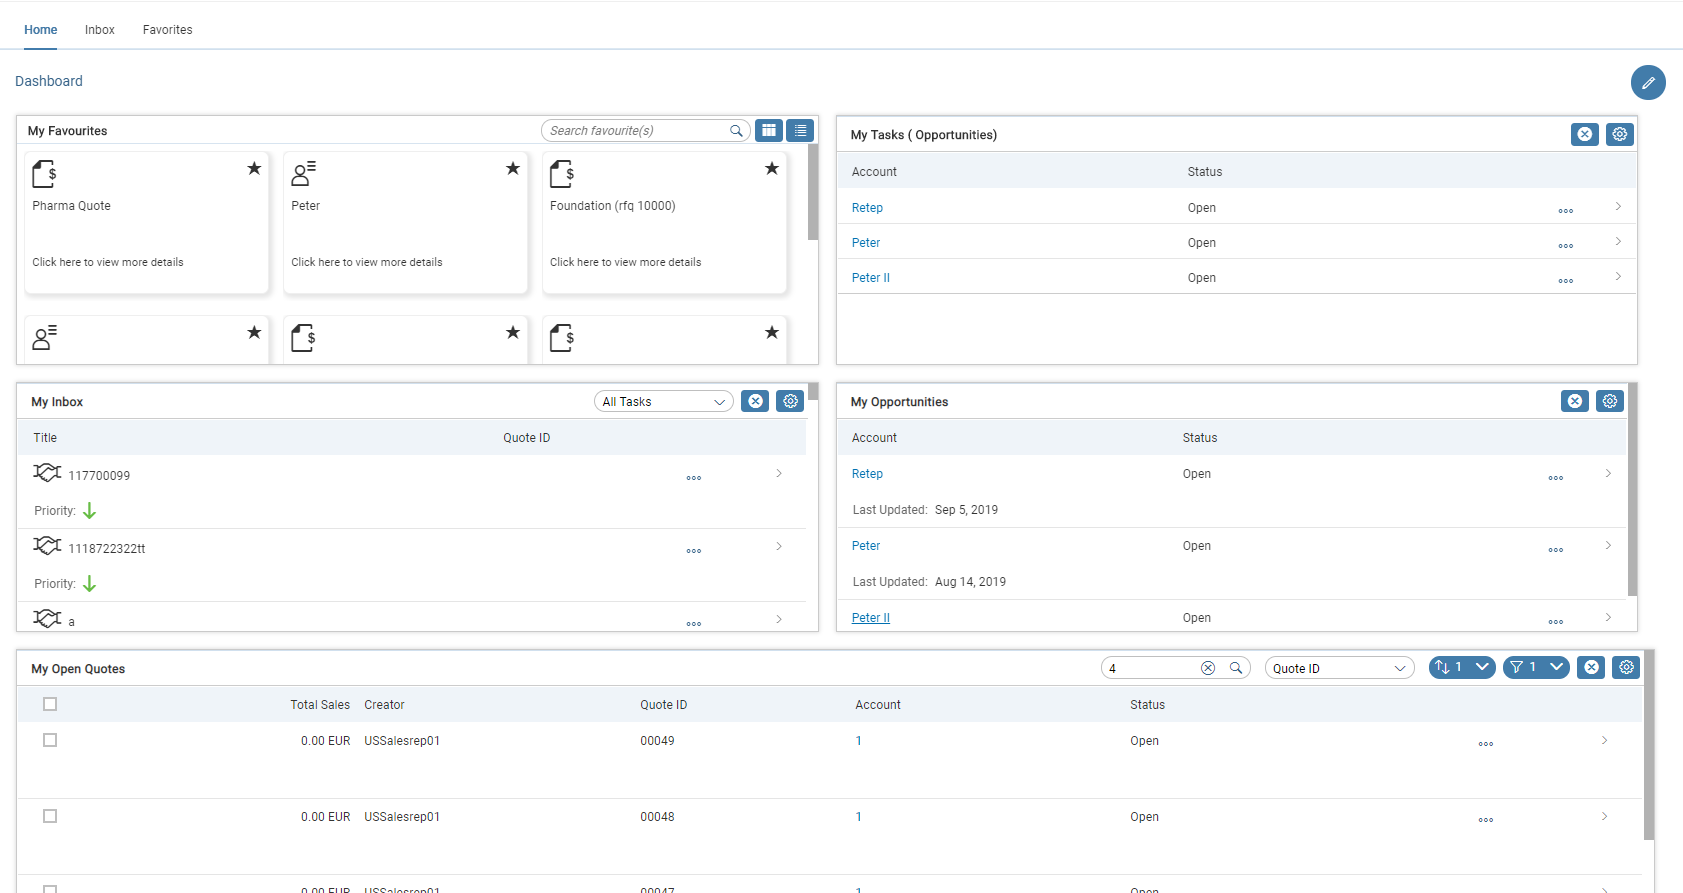 Home Inbox Favorites
Dashboard
My Favourites Search favourite(s)
$ $
Pharma Quote Peter Foundation (rfq 10000)
Click here to view more details Click here to view more details Click here to view more details
$ $
My Tasks ( Opportunities)
Account Status
Retep Open
Peter Open
Peter II Open
My Inbox All Tasks
Title Quote ID
117700099
Priority:
1118722322tt
Priority:
a
My Opportunities
Account Status
Retep Open
Last Updated: Sep 5, 2019
Peter Open
Last Updated: Aug 14, 2019
Peter II Open
My Open Quotes 4 Quote ID 1 1
Total Sales Creator Quote ID Account Status
0.00 EUR USSalesrep01 00049 1 Open
0.00 EUR USSalesrep01 00048 1 Open
0.00 EUR USSalesrep01 00047 1 Open